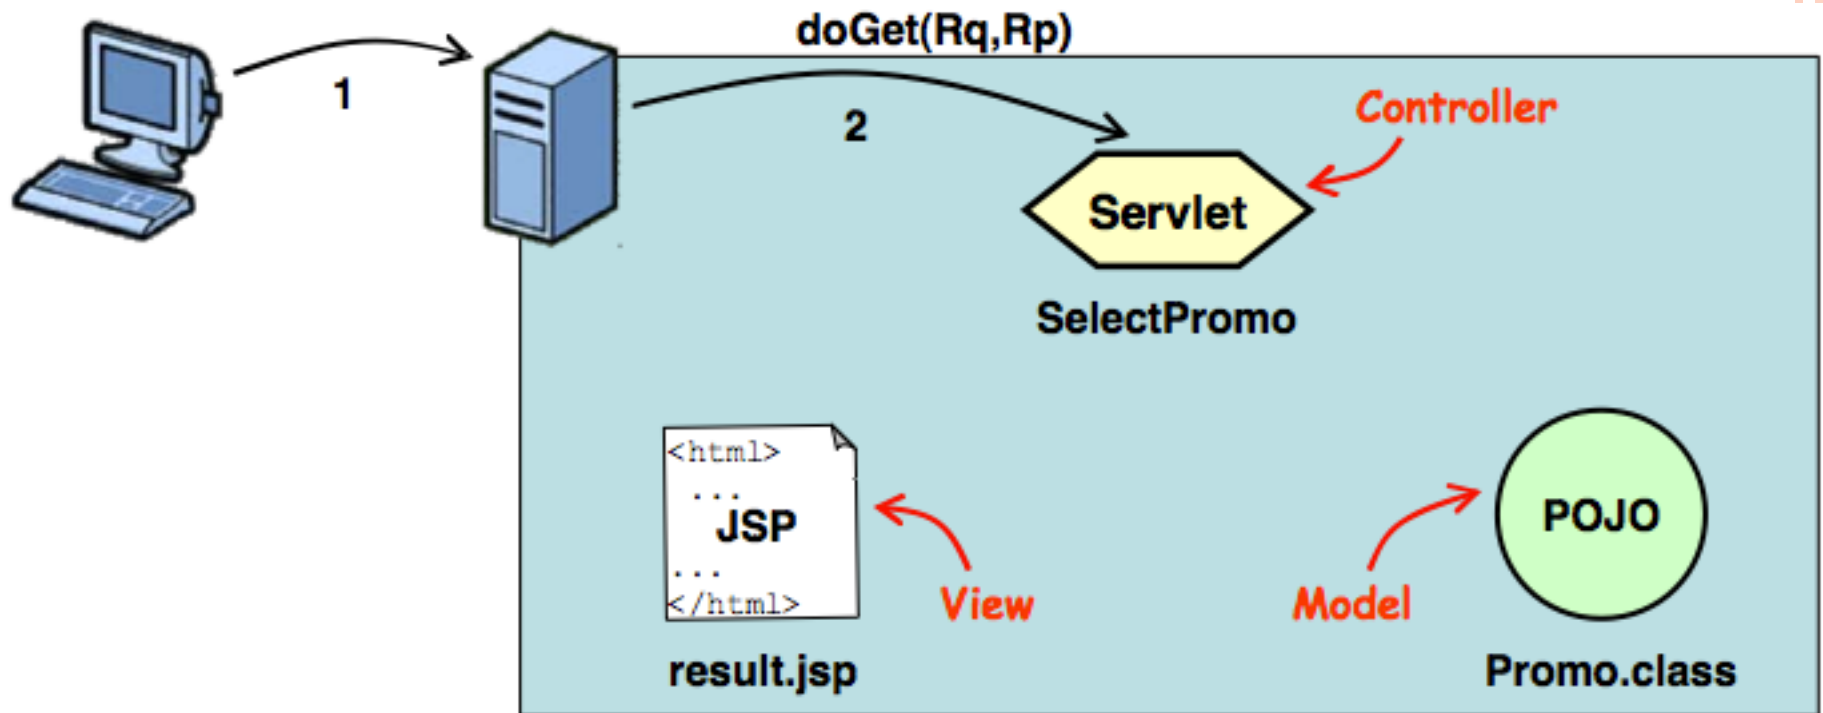 doGet(Rq,Rp)
1
2
Controller
Servlet
SelectPromo
<html>
...
JSP
...
</html>
View
result.jsp
Model
POJO
Promo.class